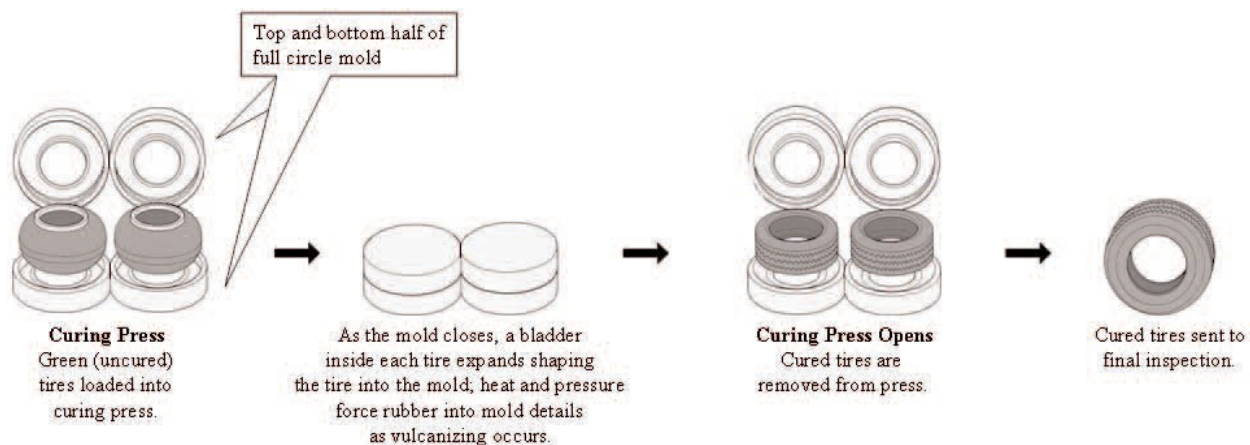 Top and bottom half of
full circle mold
Curing Press
Green (uncured)
tires loaded into
curing press.
As the mold closes, a bladder
inside each tire expands shaping
the tire into the mold; heat and pressure
force rubber into mold details
as vulcanizing occurs.
Curing Press Opens
Cured tires are
removed from press.
Cured tires sent to
final inspection.